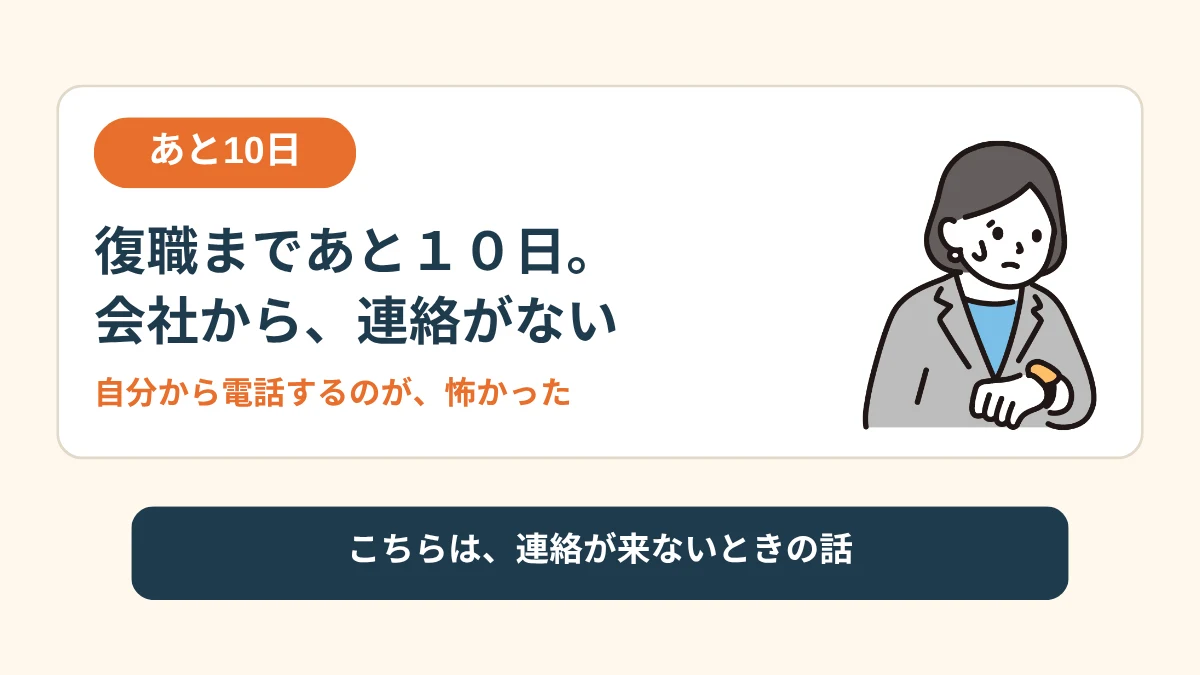 あと10日
復職まであと１０日。
会社から、連絡がない
自分から電話するのが、怖かった
こちらは、連絡が来ないときの話